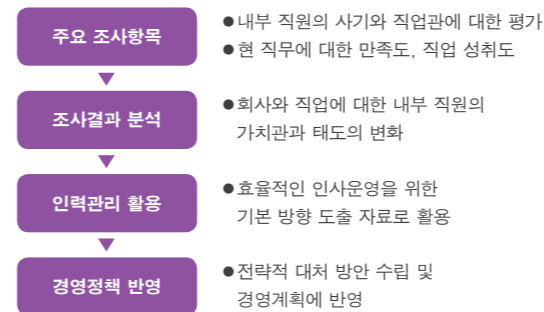 주요 조사항목
●내부 직원의 사기와 직업관에 대한 평가
●현 직무에 대한 만족도, 직업 성취도
조사결과 분석
●회사와 직업에 대한 내부 직원의
가치관과 태도의 변화
인력관리 활용
●효율적인 인사운영을 위한
기본 방향 도출 자료로 활용
경영정책 반영
●전략적 대처 방안 수립 및
경영계획에 반영